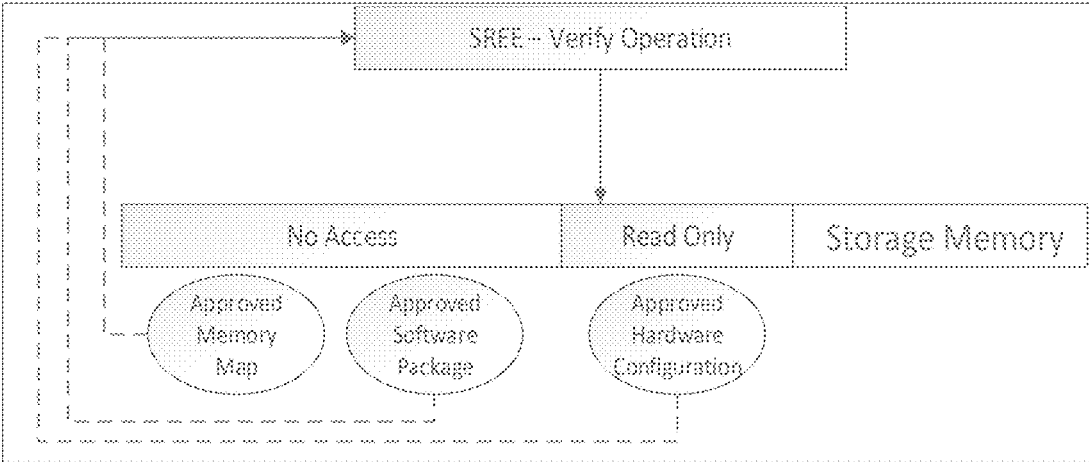 SREE – Verify Operation
No Access
Read Only
Storage Memory
Approved
Memory
Map
Approved
Software
Package
Approved
Hardware
Configuration